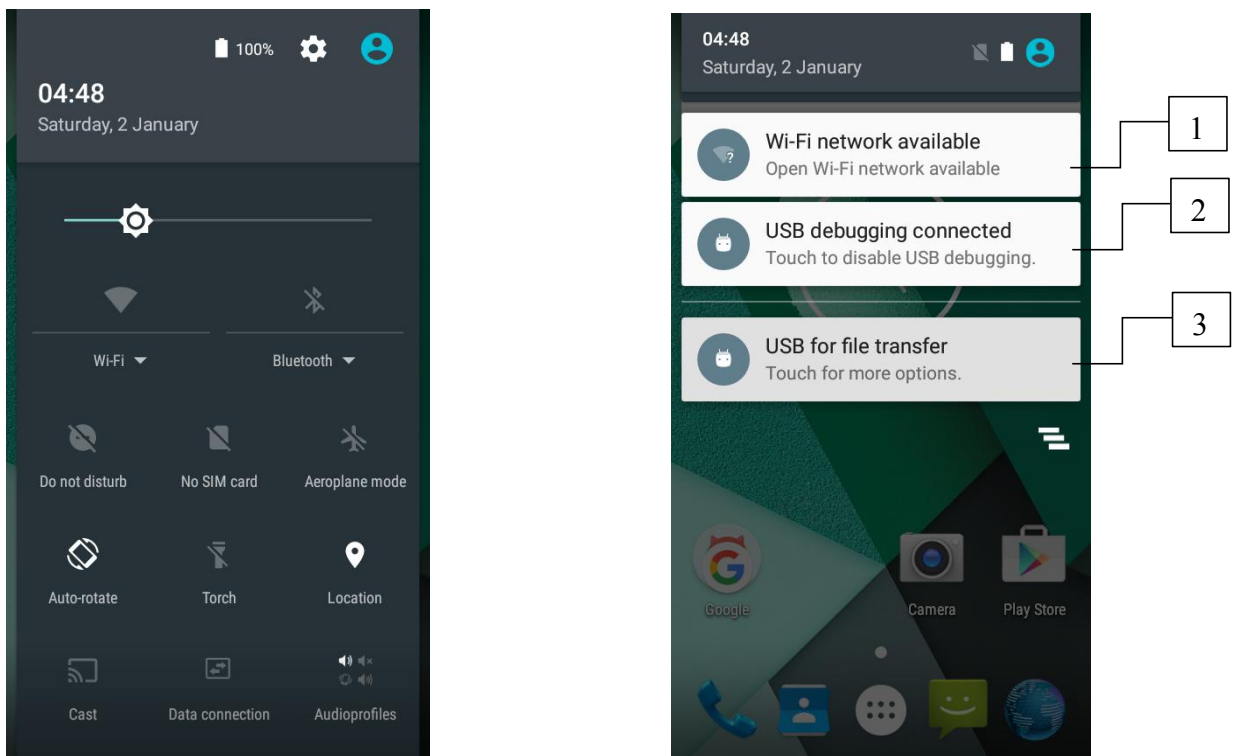 100%
04:48
Saturday, 2 January
Wi-Fi
Bluetooth
Do not disturb
No SIM card
Aeroplane mode
Auto-rotate
Torch
Location
Cast
Data connection
Audioprofiles
04:48
Saturday, 2 January
Wi-Fi network available
Open Wi-Fi network available
1
USB debugging connected
Touch to disable USB debugging.
2
USB for file transfer
Touch for more options.
3
Google
Camera
Play Store